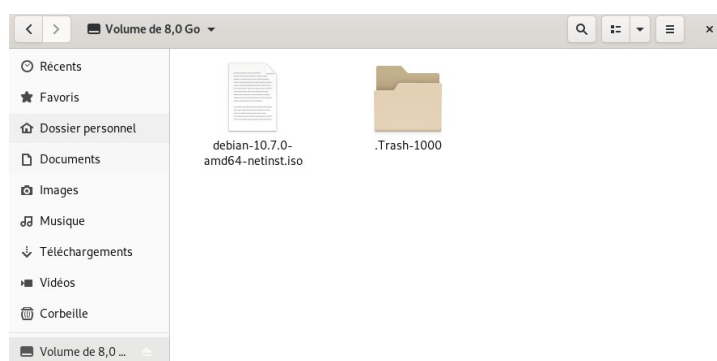 Volume de 8,0 Go
Récents
Favoris
Dossier personnel
Documents
Images
Musique
Téléchargements
Vidéos
Corbeille
Volume de 8,0 ...
debian-10.7.0-
amd64-netinst.iso
.Trash-1000